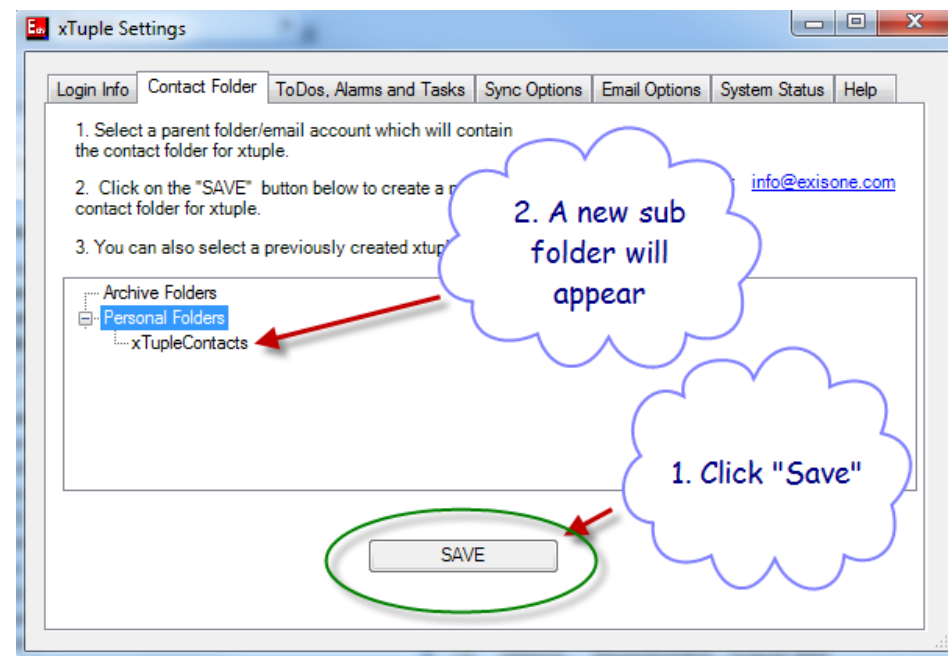 xTuple Settings
Login Info Contact Folder ToDos, Alarms and Tasks Sync Options Email Options System Status Help
1. Select a parent folder/email account which will contain
the contact folder for xtuple.
info@exisone.com
2. Click on the "SAVE" button below to create a
contact folder for xtuple.
3. You can also select a previously created
2. A new sub
folder will
appear
Archive Folders
Personal Folders
xTupleContacts
1. Click "Save"
SAVE